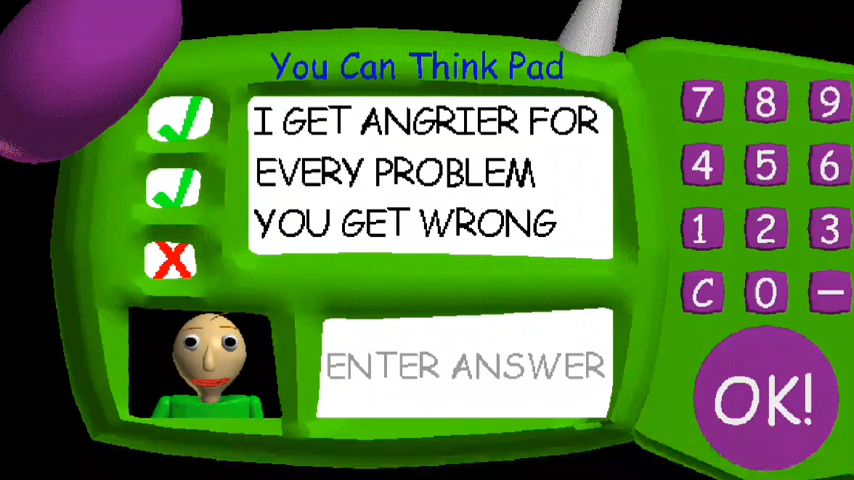 You Can Think Pad
I GET ANGRIER FOR
EVERY PROBLEM
YOU GET WRONG
ENTER ANSWER
7 8 9
4 5 6
1 2 3
C 0 −
OK!